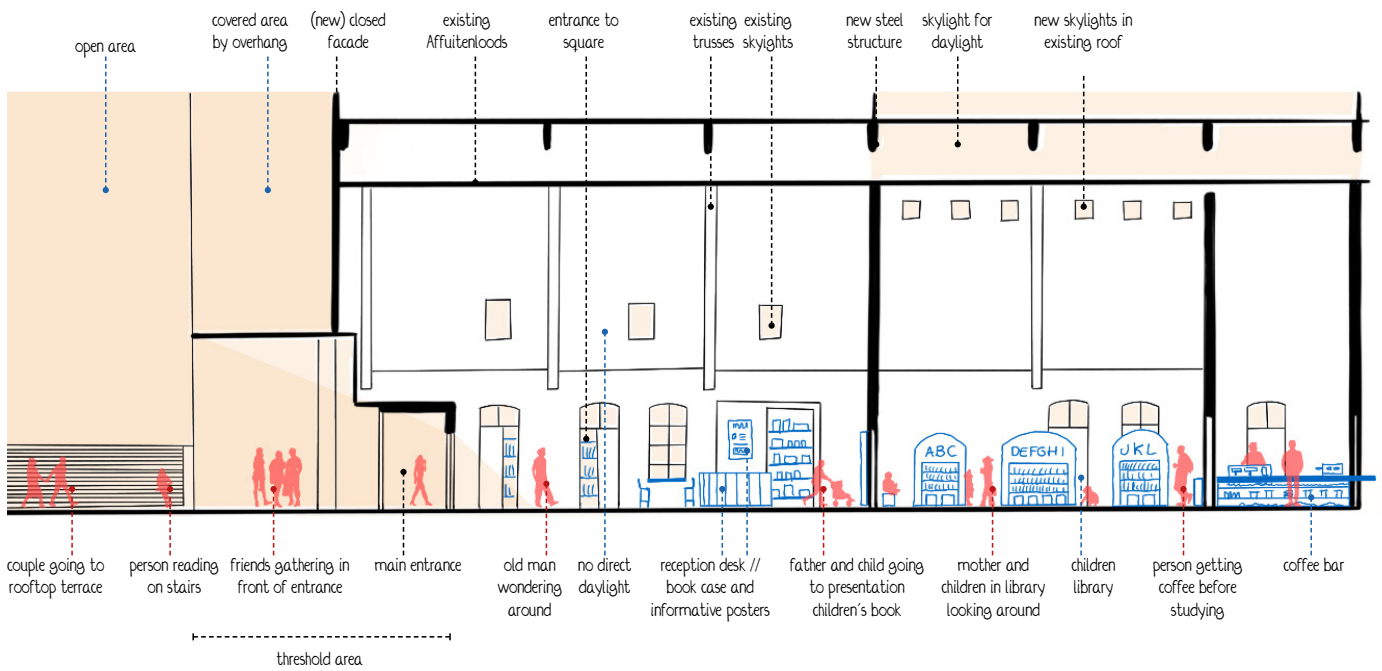 open area
covered area
by overhang
(new) closed
facade
existing
Affuitenloods
entrance to
square
existing
trusses
existing
skyights
new steel
structure
skylight for
daylight
new skylights in
existing roof
ABC
DEFGHI
JKL
couple going to
rooftop terrace
person reading
on stairs
friends gathering in
front of entrance
main entrance
old man
wondering
around
no direct
daylight
reception desk //
book case and
informative posters
father and child going
to presentation
children's book
mother and
children in library
looking around
children
library
person getting
coffee before
studying
coffee bar
threshold area